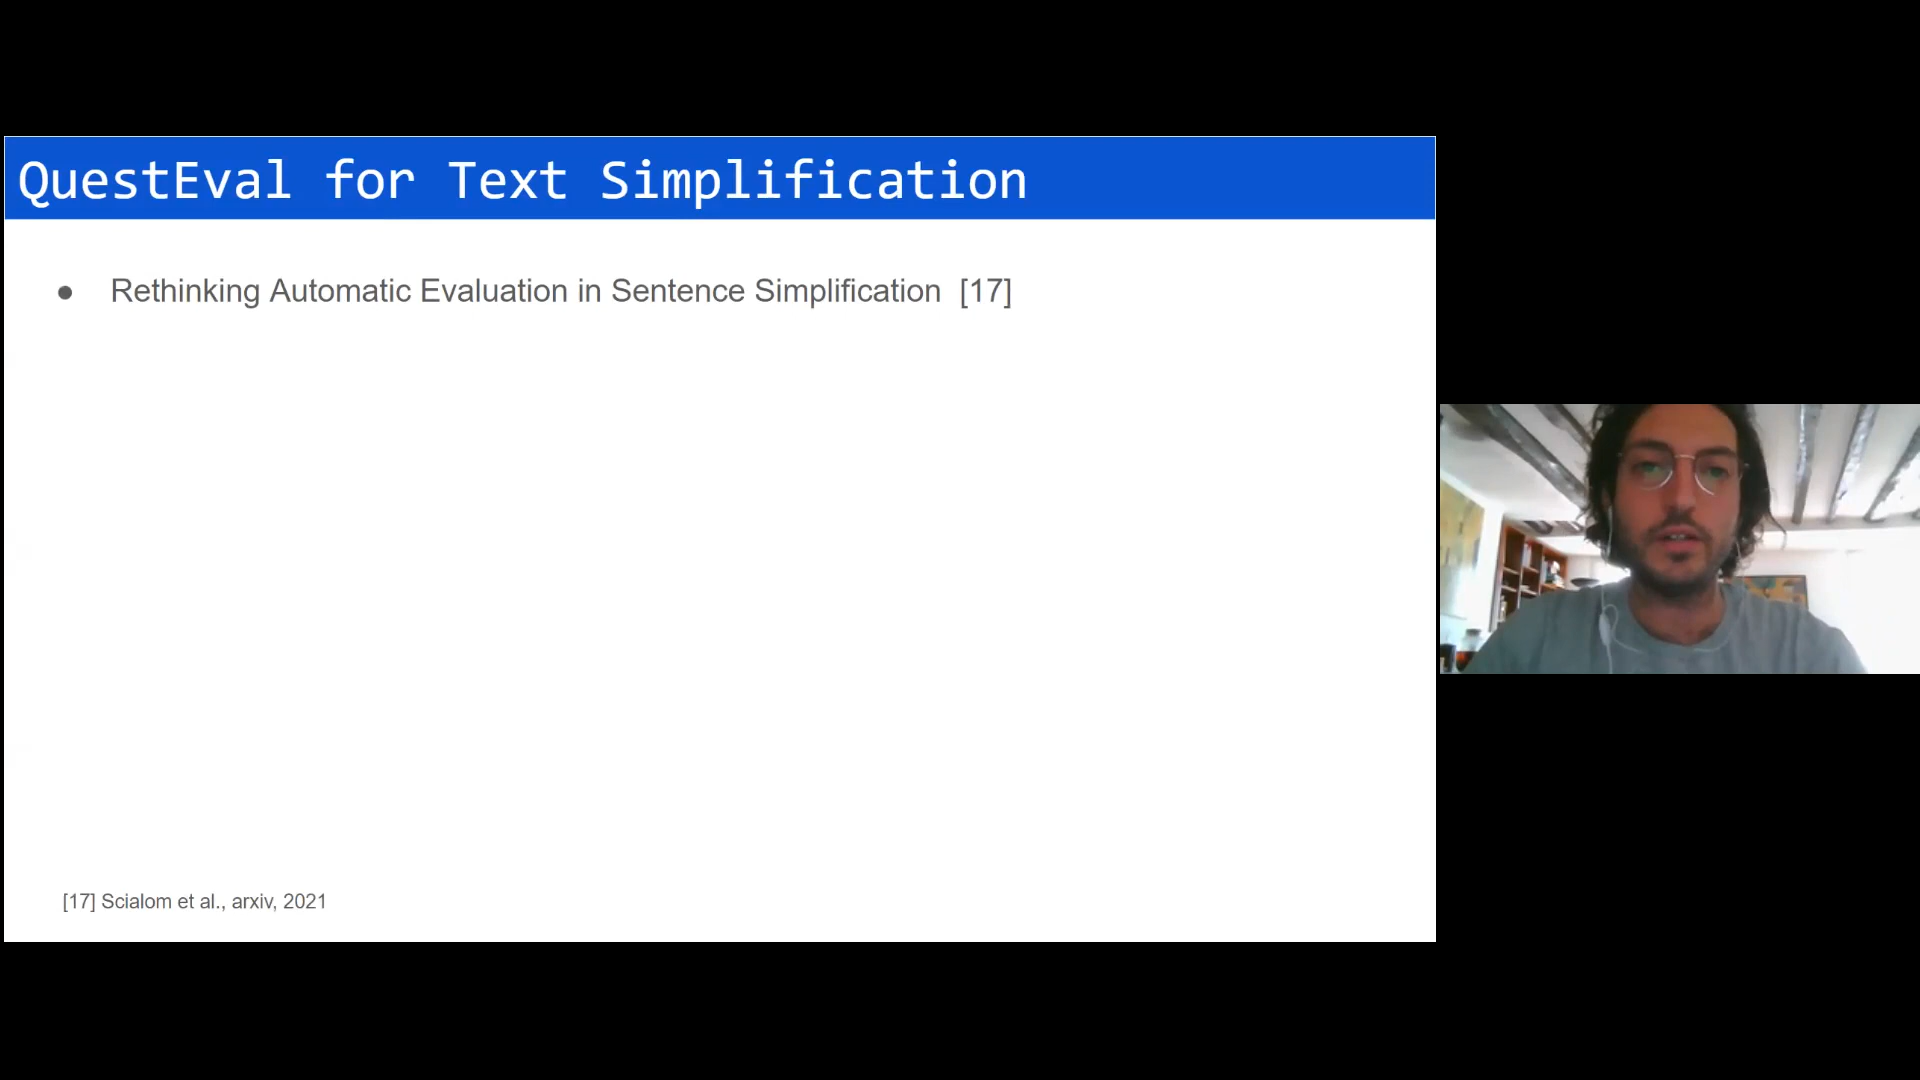 QuestEval for Text Simplification
● Rethinking Automatic Evaluation in Sentence Simplification [17]
[17] Scialom et al., arxiv, 2021